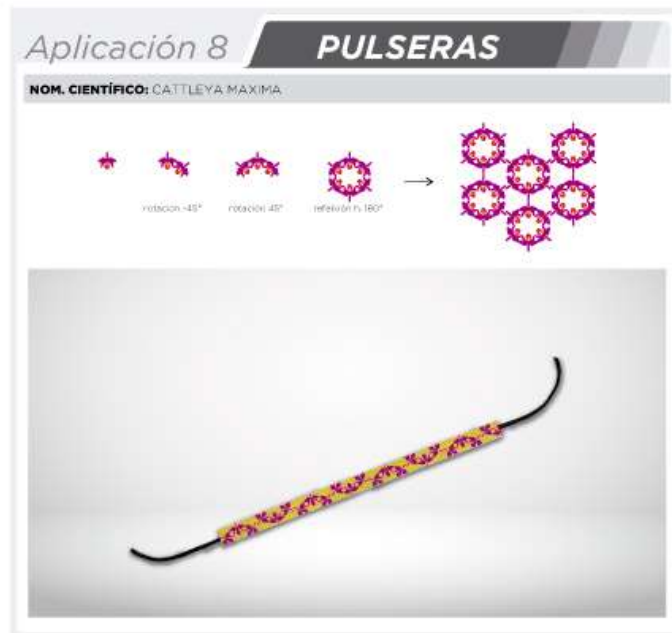 Aplicación 8 PULSERAS
NOM. CIENTÍFICO: CATTLEYA MAXIMA
rotación -45° rotación 45° reflexión h. 180°